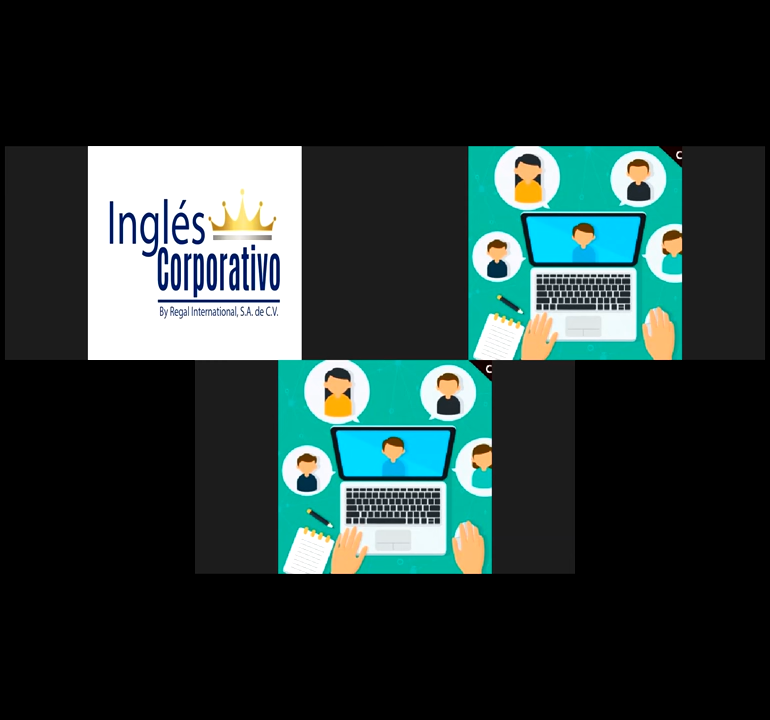 Inglés
Corporativo
By Regal International, S.A. de C.V.
C
C